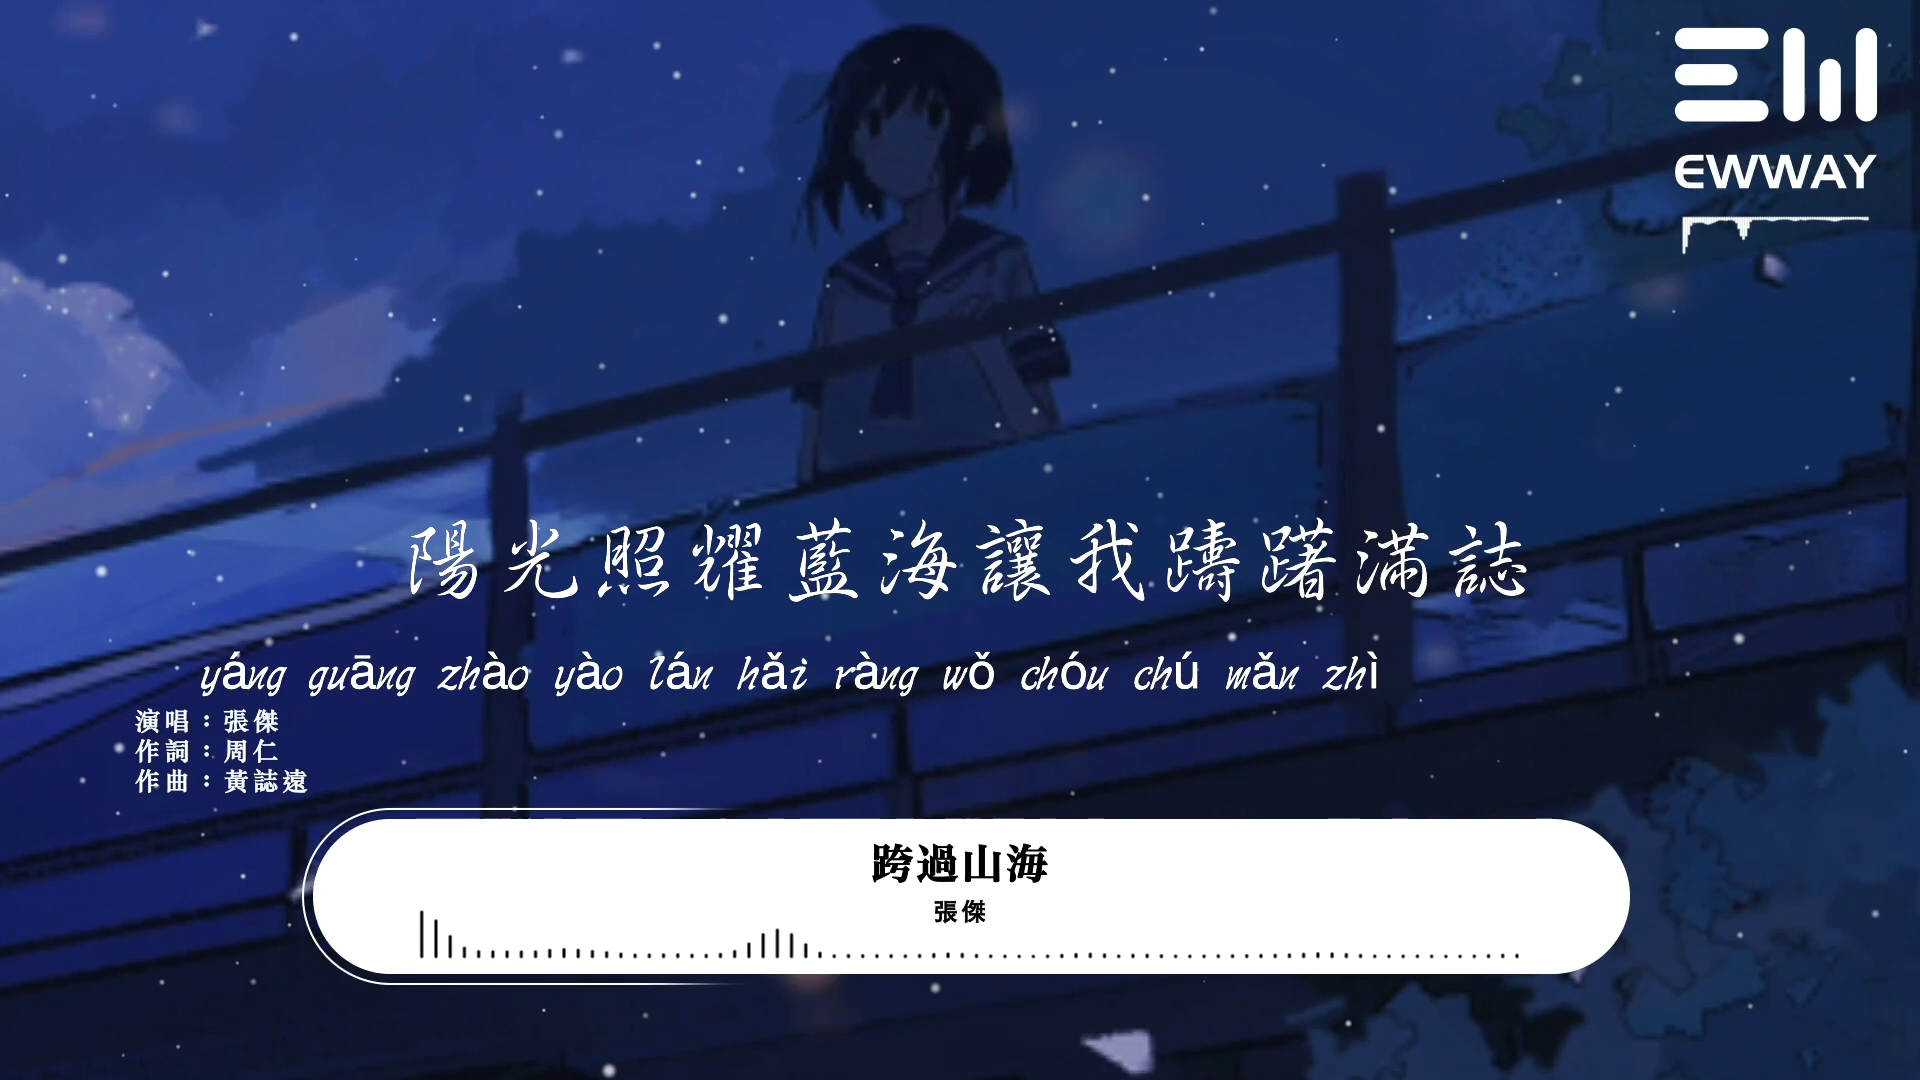 EW
EWWAY
陽光照耀藍海讓我躊躇滿誌
yáng guāng zhào yào lán hǎi ràng wǒ chóu chú mǎn zhì
演唱：張傑
作詞：周仁
作曲：黃誌遠
跨過山海
張傑